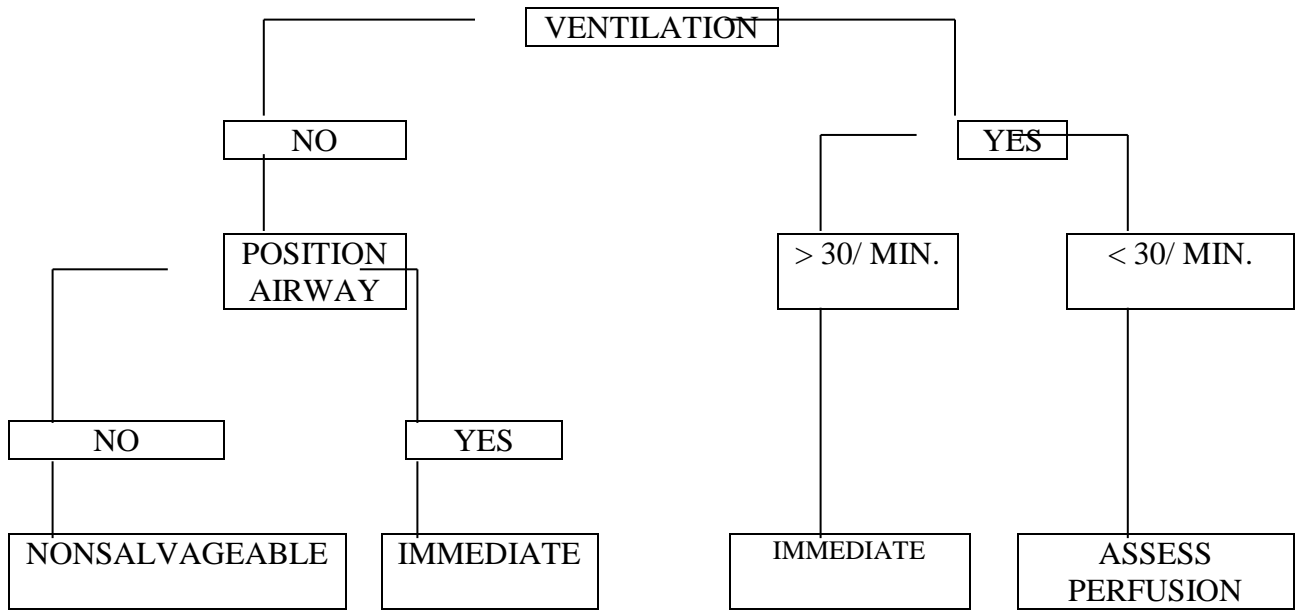 VENTILATION
NO
YES
POSITION
AIRWAY
> 30/ MIN.
< 30/ MIN.
NO
YES
NONSALVAGEABLE
IMMEDIATE
IMMEDIATE
ASSESS
PERFUSION